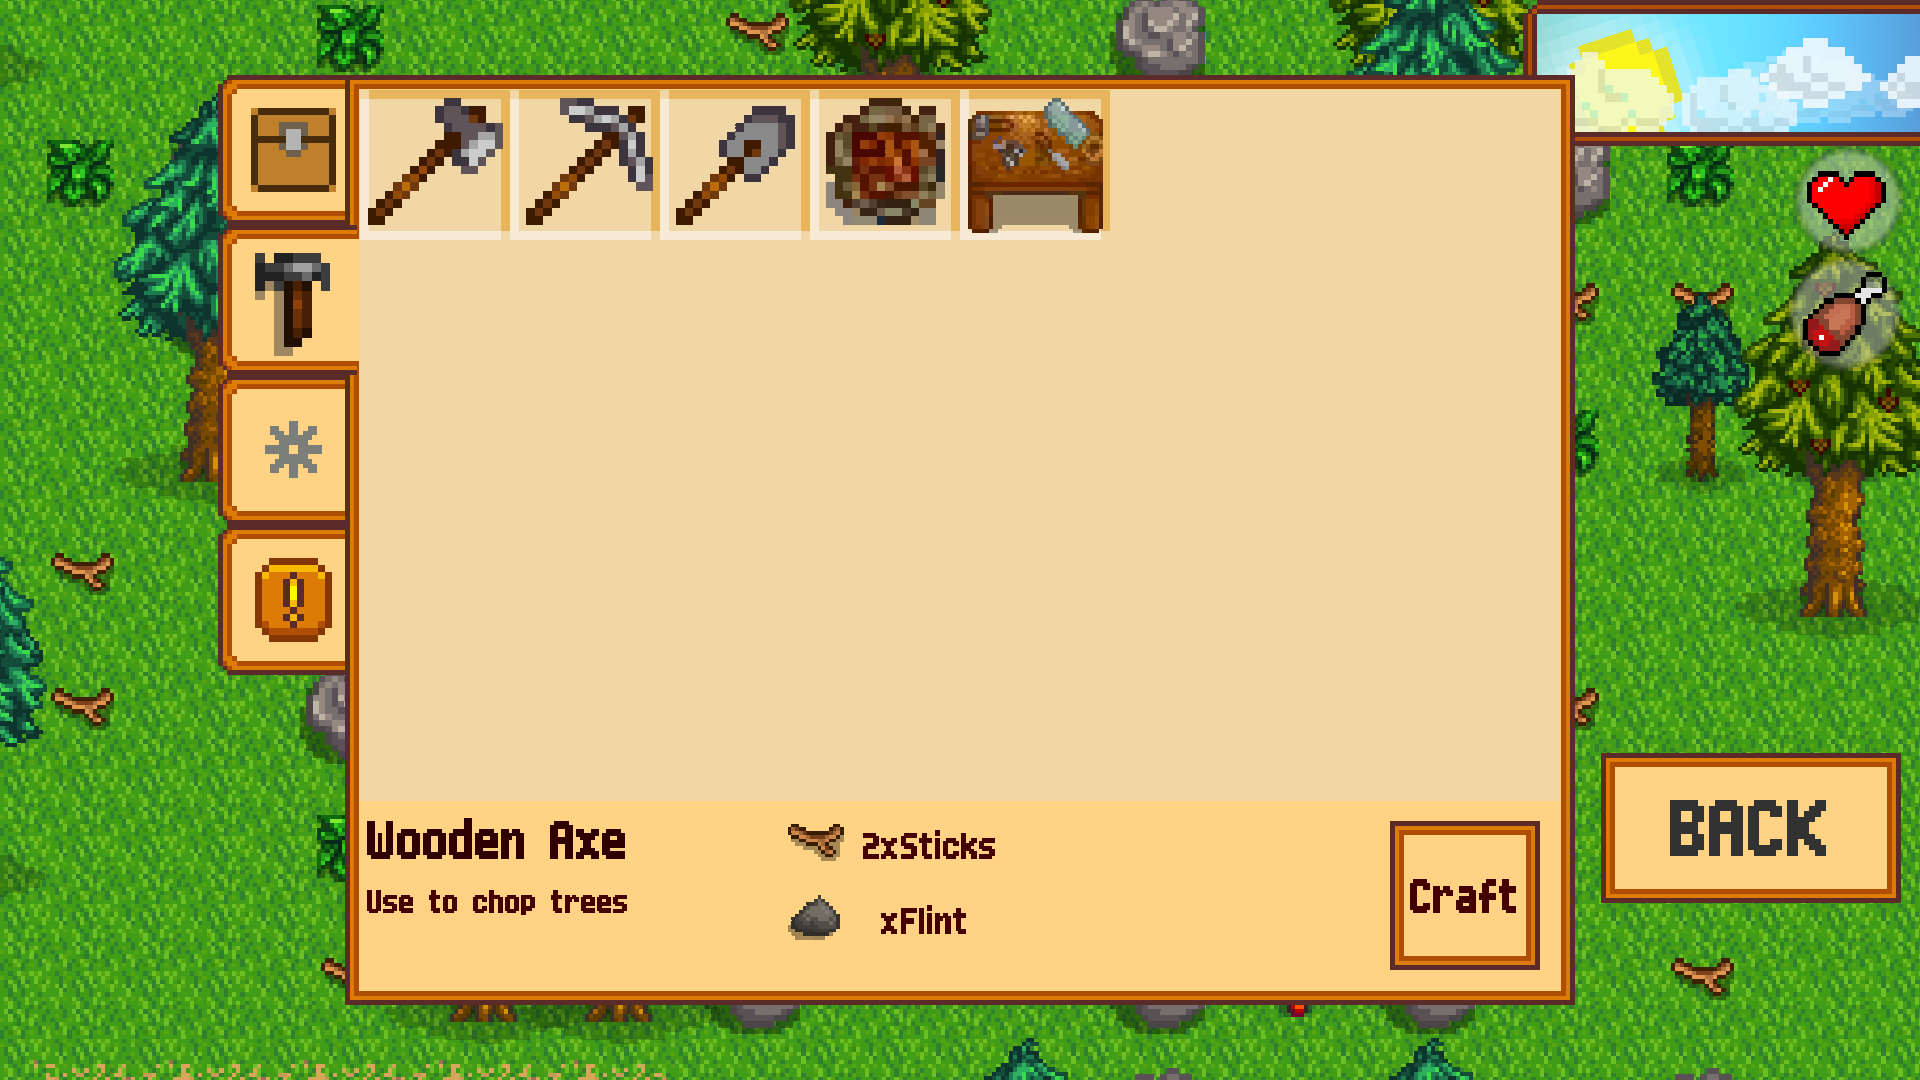 Wooden Axe
Use to chop trees
2xSticks
xFlint
Craft
BACK